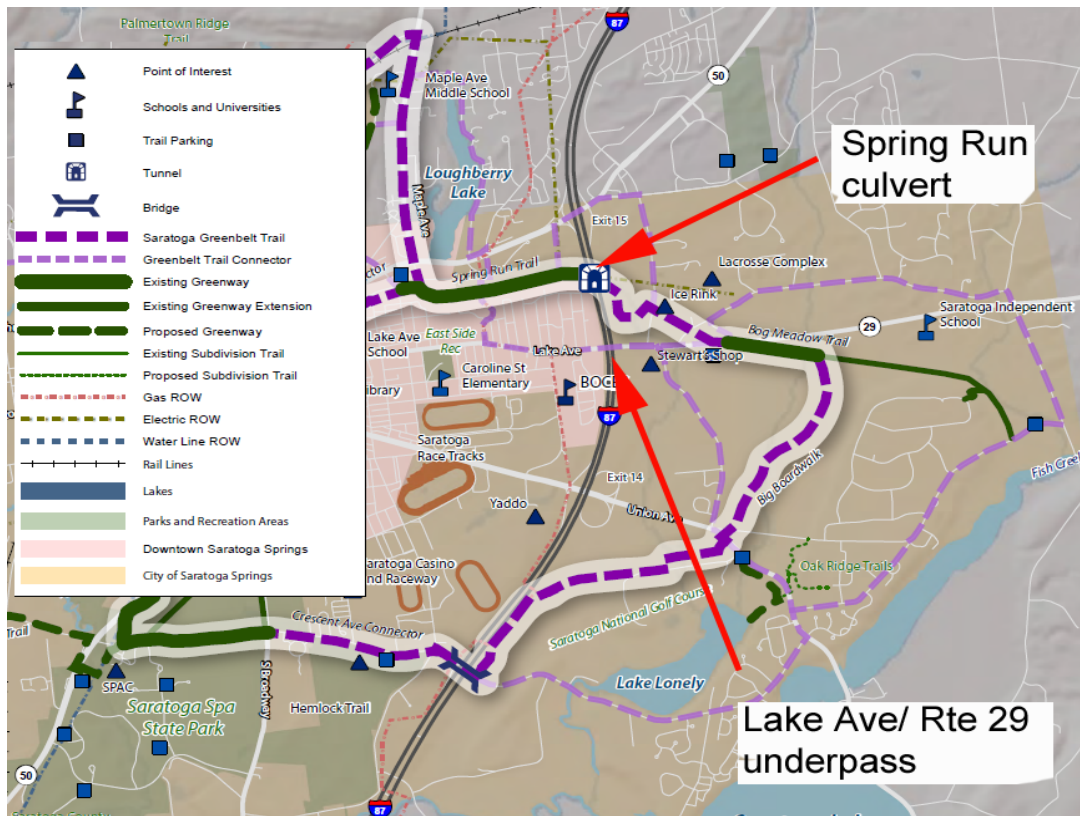 Palmertown Ridge
Trail
Point of Interest
Schools and Universities
Trail Parking
Tunnel
Bridge
Saratoga Greenbelt Trail
Greenbelt Trail Connector
Existing Greenway
Existing Greenway Extension
Proposed Greenway
Existing Subdivision Trail
Proposed Subdivision Trail
Gas ROW
Electric ROW
Water Line ROW
Rail Lines
Lakes
Parks and Recreation Areas
Downtown Saratoga Springs
City of Saratoga Springs
87
50
Maple Ave
Middle School
Spring Run
culvert
Loughberry
Lake
Maple Ave
Exit 15
Spring Run Trail
Lacrosse Complex
Ice Rink
Saratoga Independent
School
29
Bog Meadow Trail
Lake Ave
School
East Side
Rec
Lake Ave
Stewart's Shop
Caroline St
Elementary
BOCE
87
Saratoga
Race Tracks
Exit 14
Big Boardwalk
Yaddo
Union Ave
Oak Ridge Trails
Saratoga National Golf Course
Crescent Ave Connector
Trail
SPAC
S Broadway
Hemlock Trail
Lake Lonely
Saratoga Spa
State Park
Lake Ave/ Rte 29
underpass
50
87